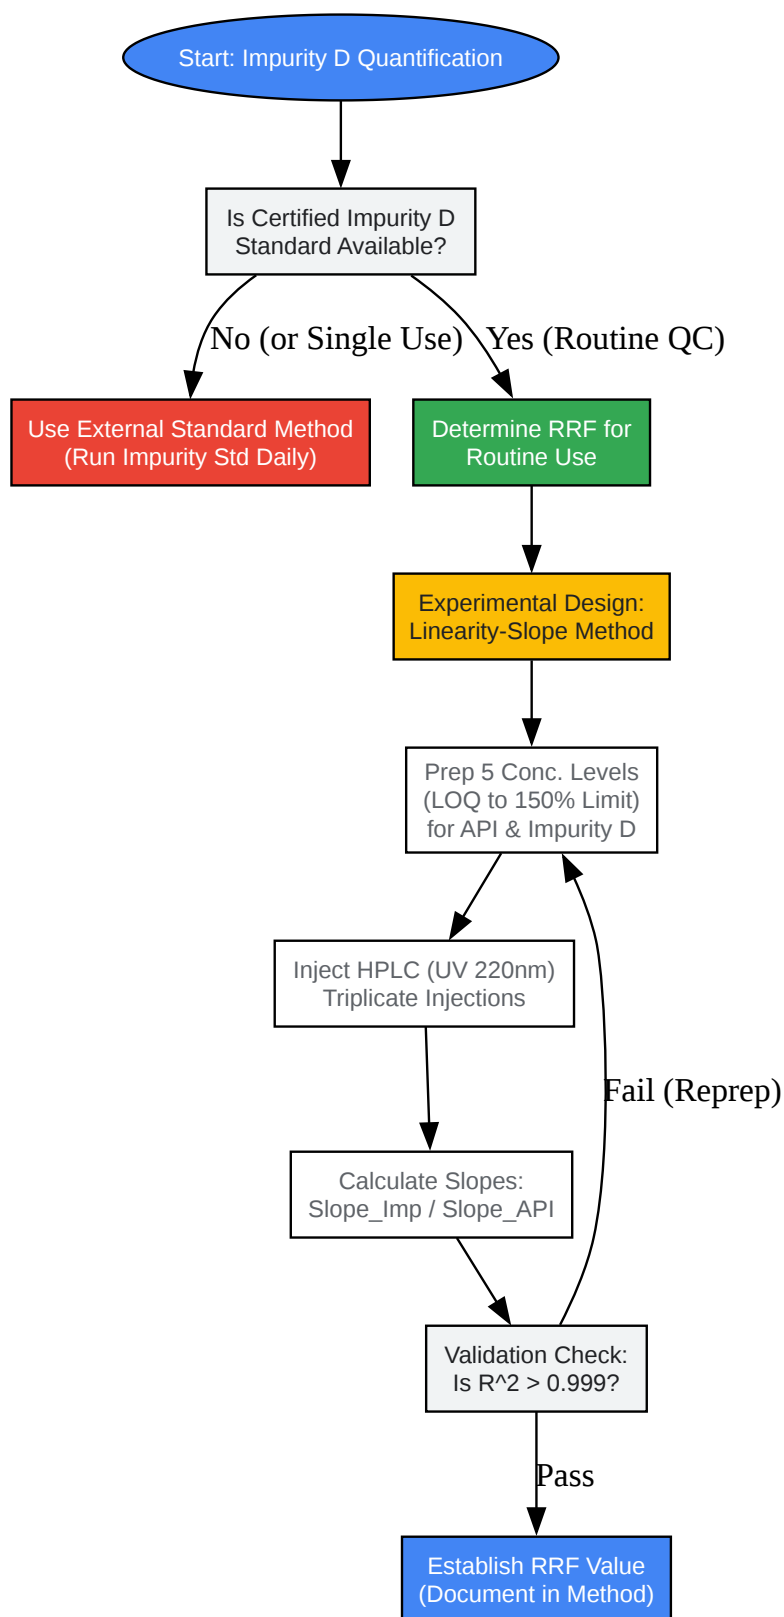 Start: Impurity D Quantification
Is Certified Impurity D
Standard Available?
No (or Single Use)
Yes (Routine QC)
Use External Standard Method
(Run Impurity Std Daily)
Determine RRF for
Routine Use
Experimental Design:
Linearity-Slope Method
Prep 5 Conc. Levels
(LOQ to 150% Limit)
for API & Impurity D
Inject HPLC (UV 220nm)
Triplicate Injections
Fail (Reprep)
Calculate Slopes:
Slope_Imp / Slope_API
Validation Check:
Is R^2 > 0.999?
Pass
Establish RRF Value
(Document in Method)